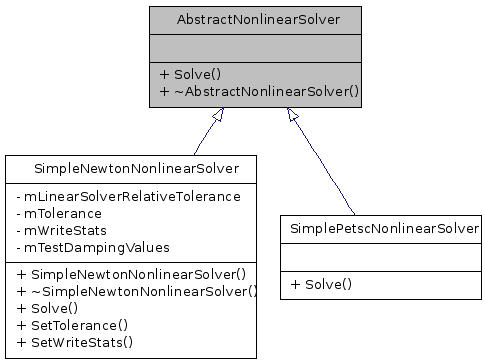 AbstractNonlinearSolver
+ Solve()
+ ~AbstractNonlinearSolver()
SimpleNewtonNonlinearSolver
- mLinearSolverRelativeTolerance
- mTolerance
- mWriteStats
- mTestDampingValues
+ SimpleNewtonNonlinearSolver()
+ ~SimpleNewtonNonlinearSolver()
+ Solve()
+ SetTolerance()
+ SetWriteStats()
SimplePetscNonlinearSolver
+ Solve()